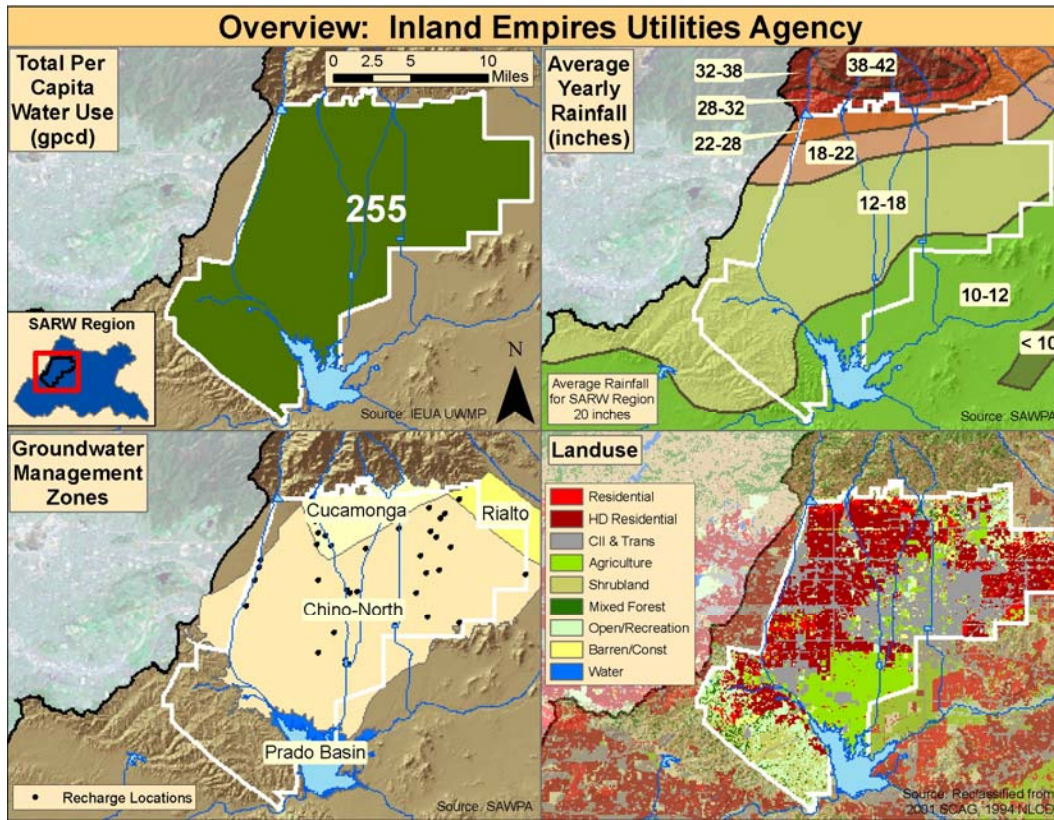 Overview: Inland Empires Utilities Agency
Total Per
Capita
Water Use
(gpcd)
0 2.5 5 10
Miles
255
SARW Region
N
Source: IEUA UWMP
Average
Yearly
Rainfall
(inches)
32-38
38-42
28-32
22-28
18-22
12-18
10-12
< 10
Average Rainfall
for SARW Region
20 inches
Source: SAWPA
Groundwater
Management
Zones
Cucamonga
Rialto
Chino-North
Prado Basin
Recharge Locations
Source: SAWPA
Landuse
Residential
HD Residential
CII & Trans
Agriculture
Shrubland
Mixed Forest
Open/Recreation
Barren/Const
Water
Source: Reclassified from
2001 SCAG, 1994 NLCD